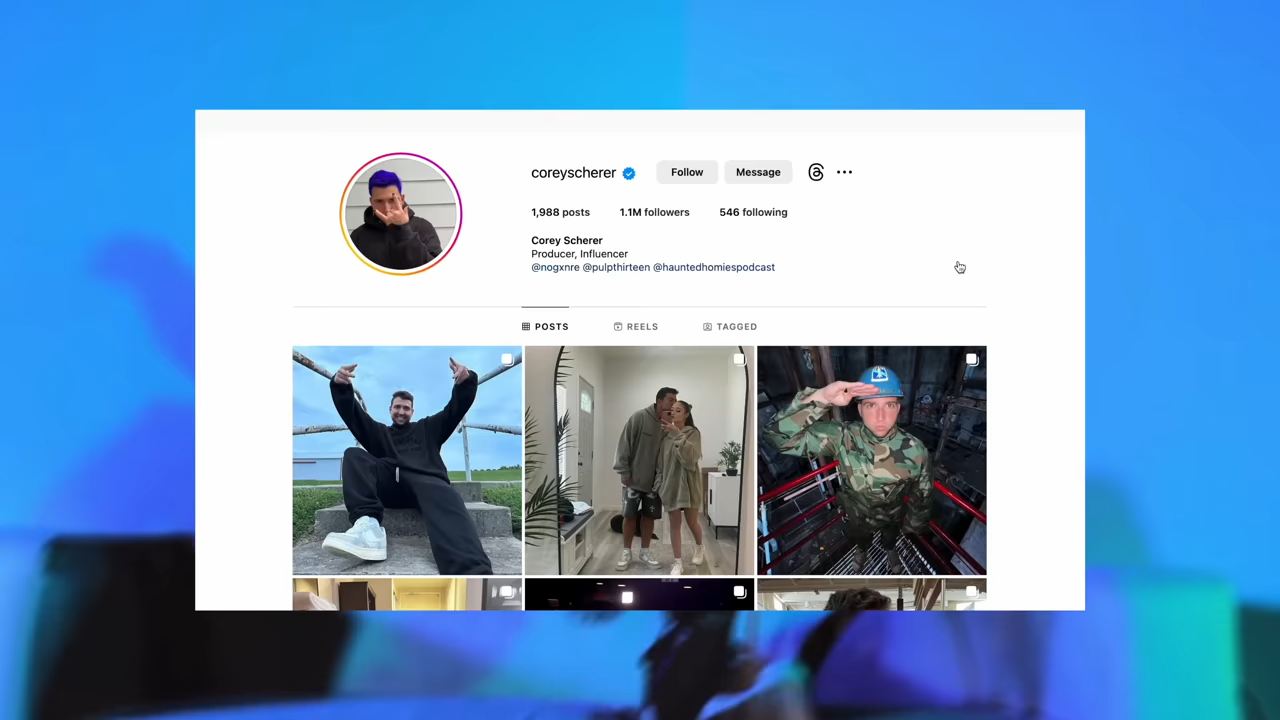 coreyscherer Follow Message
1,988 posts 1.1M followers 546 following
Corey Scherer
Producer, Influencer
@nogxnre @pulpthirteen @hauntedhomiespodcast
POSTS REELS TAGGED